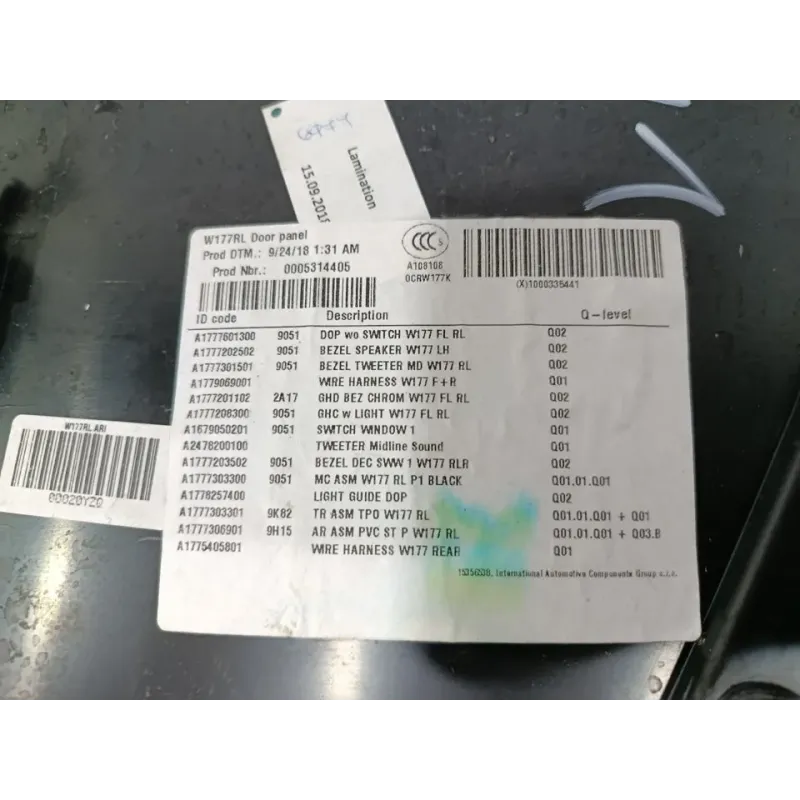 Lamination
15.09.2018
W177RL Door panel
Prod DTM.: 9/24/18 1:31 AM
Prod Nbr.: 0005314405
CCC S
A108108
0CRW177K
(X)1000335441
ID code Description Q-level
A1777601300 9051 DOP wo SWITCH W177 FL RL Q02
A1777202502 9051 BEZEL SPEAKER W177 LH Q02
A1777301501 9051 BEZEL TWEETER MD W177 RL Q02
A1779069001 WIRE HARNESS W177 F+R Q01
A1777201102 2A17 GHD BEZ CHROM W177 FL RL Q02
A1777208300 9051 GHC w LIGHT W177 FL RL Q02
A1679050201 9051 SWITCH WINDOW 1 Q01
A2478200100 TWEETER Midline Sound Q01
A1777203502 9051 BEZEL DEC SWW 1 W177 RLR Q02
A1777303300 9051 MC ASM W177 RL P1 BLACK Q01.01.Q01
A1778257400 LIGHT GUIDE DOP Q02
A1777303301 9K82 TR ASM TPO W177 RL Q01.01.Q01 + Q01
A1777306901 9H15 AR ASM PVC ST P W177 RL Q01.01.Q01 + Q03.B
A1775405801 WIRE HARNESS W177 REAR Q01
International Automotive Components Group s.r.o.
W177RL.ARI
00020YZ0